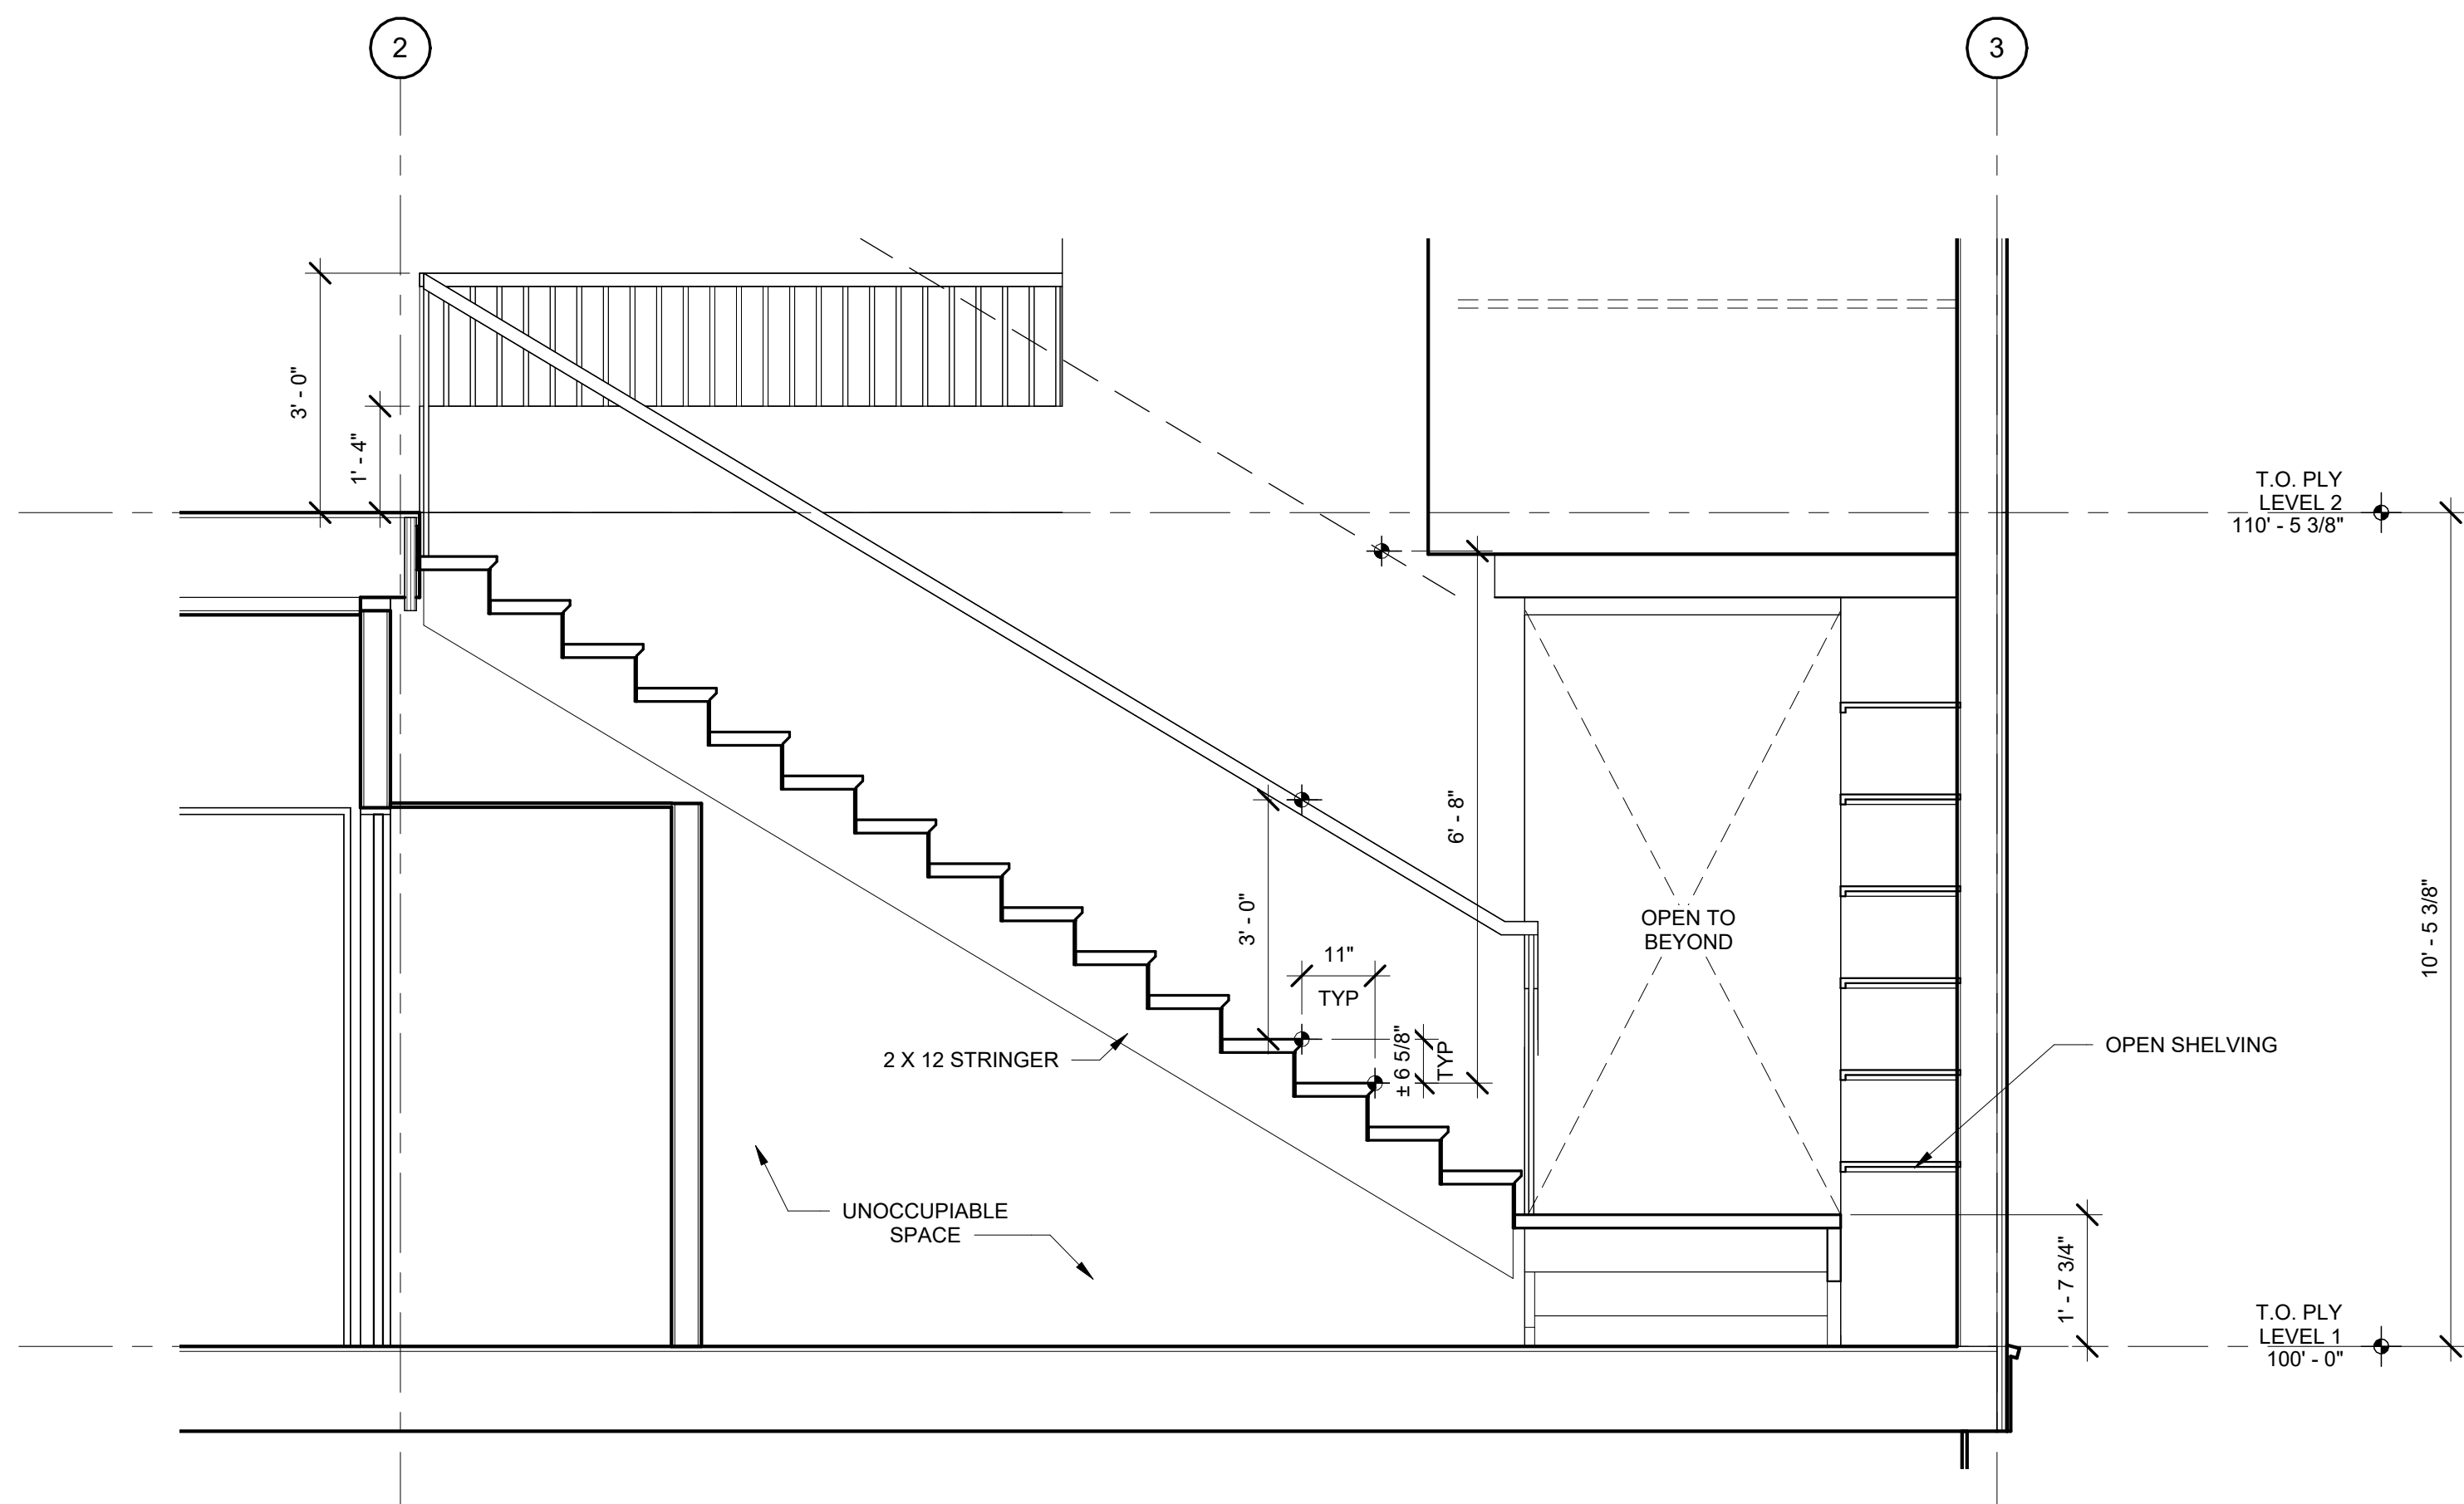 2
3
3' - 0"
1' - 4"
T.O. PLY
LEVEL 2
110' - 5 3/8"
6' - 8"
3' - 0"
11"
TYP
± 6 5/8"
TYP
OPEN TO
BEYOND
10' - 5 3/8"
2 X 12 STRINGER
OPEN SHELVING
UNOCCUPIABLE
SPACE
1' - 7 3/4"
T.O. PLY
LEVEL 1
100' - 0"